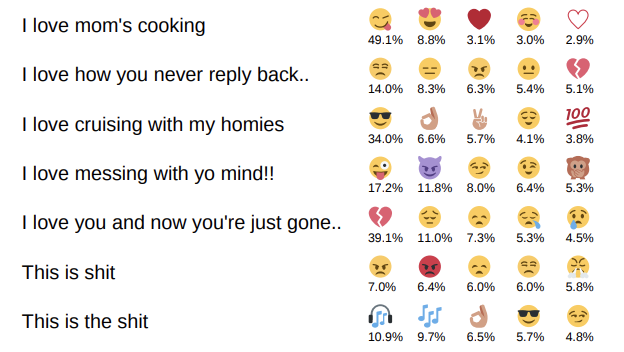 I love mom's cooking
49.1% 8.8% 3.1% 3.0% 2.9%
I love how you never reply back..
14.0% 8.3% 6.3% 5.4% 5.1%
I love cruising with my homies
34.0% 6.6% 5.7% 4.1% 3.8%
I love messing with yo mind!!
17.2% 11.8% 8.0% 6.4% 5.3%
I love you and now you're just gone..
39.1% 11.0% 7.3% 5.3% 4.5%
This is shit
7.0% 6.4% 6.0% 6.0% 5.8%
This is the shit
10.9% 9.7% 6.5% 5.7% 4.8%